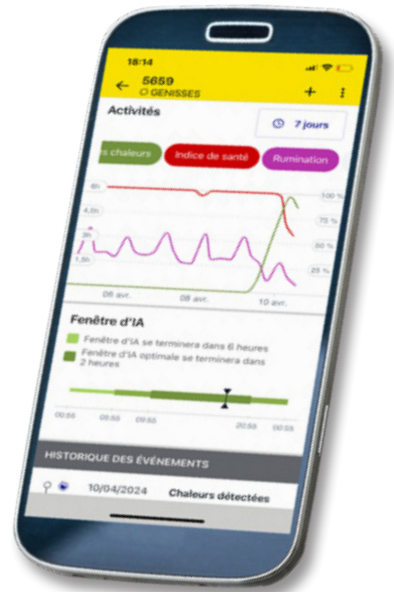 18:14
5659
GENISSES
Activités
7 jours
s chaleurs
Indice de santé
Rumination
6h
100 %
4,5h
75 %
3h
50 %
1,5h
25 %
08 avr.
08 avr.
10 avr.
Fenêtre d'IA
Fenêtre d'IA se terminera dans 6 heures
Fenêtre d'IA optimale se terminera dans
2 heures
00:55
05:55
09:55
20:55
00:55
HISTORIQUE DES ÉVÉNEMENTS
10/04/2024
Chaleurs détectées